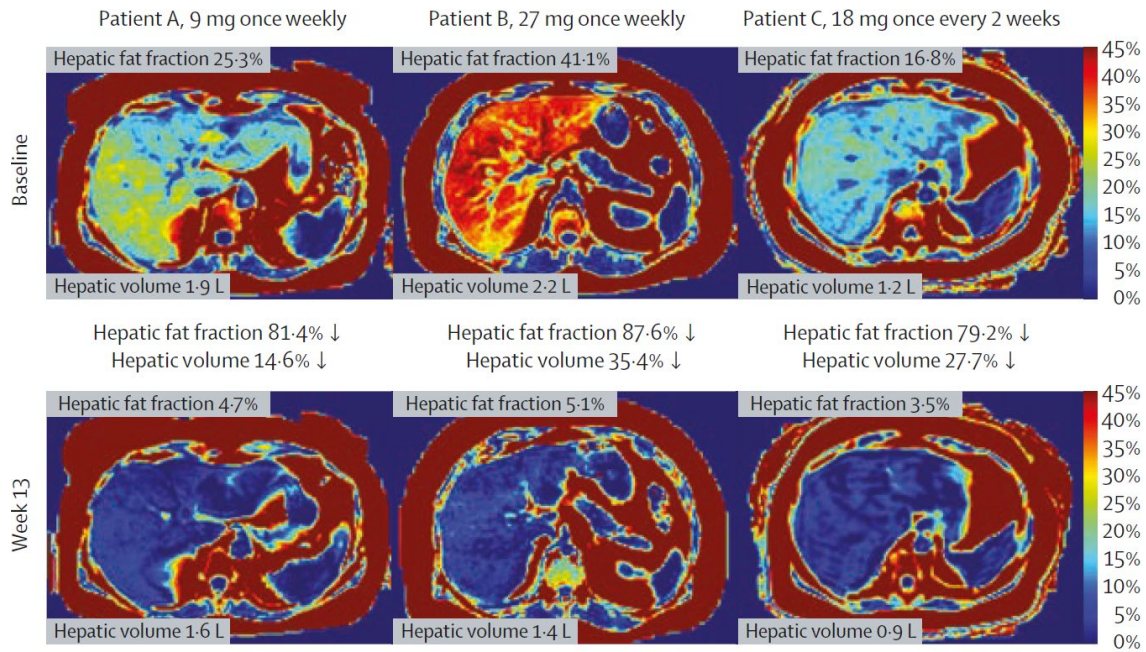 Patient A, 9 mg once weekly
Patient B, 27 mg once weekly
Patient C, 18 mg once every 2 weeks
Baseline
Hepatic fat fraction 25·3%
Hepatic volume 1·9 L
Hepatic fat fraction 41·1%
Hepatic volume 2·2 L
Hepatic fat fraction 16·8%
Hepatic volume 1·2 L
45%
40%
35%
30%
25%
20%
15%
10%
5%
0%
Hepatic fat fraction 81·4% ↓
Hepatic volume 14·6% ↓
Hepatic fat fraction 87·6% ↓
Hepatic volume 35·4% ↓
Hepatic fat fraction 79·2% ↓
Hepatic volume 27·7% ↓
Week 13
Hepatic fat fraction 4·7%
Hepatic volume 1·6 L
Hepatic fat fraction 5·1%
Hepatic volume 1·4 L
Hepatic fat fraction 3·5%
Hepatic volume 0·9 L
45%
40%
35%
30%
25%
20%
15%
10%
5%
0%